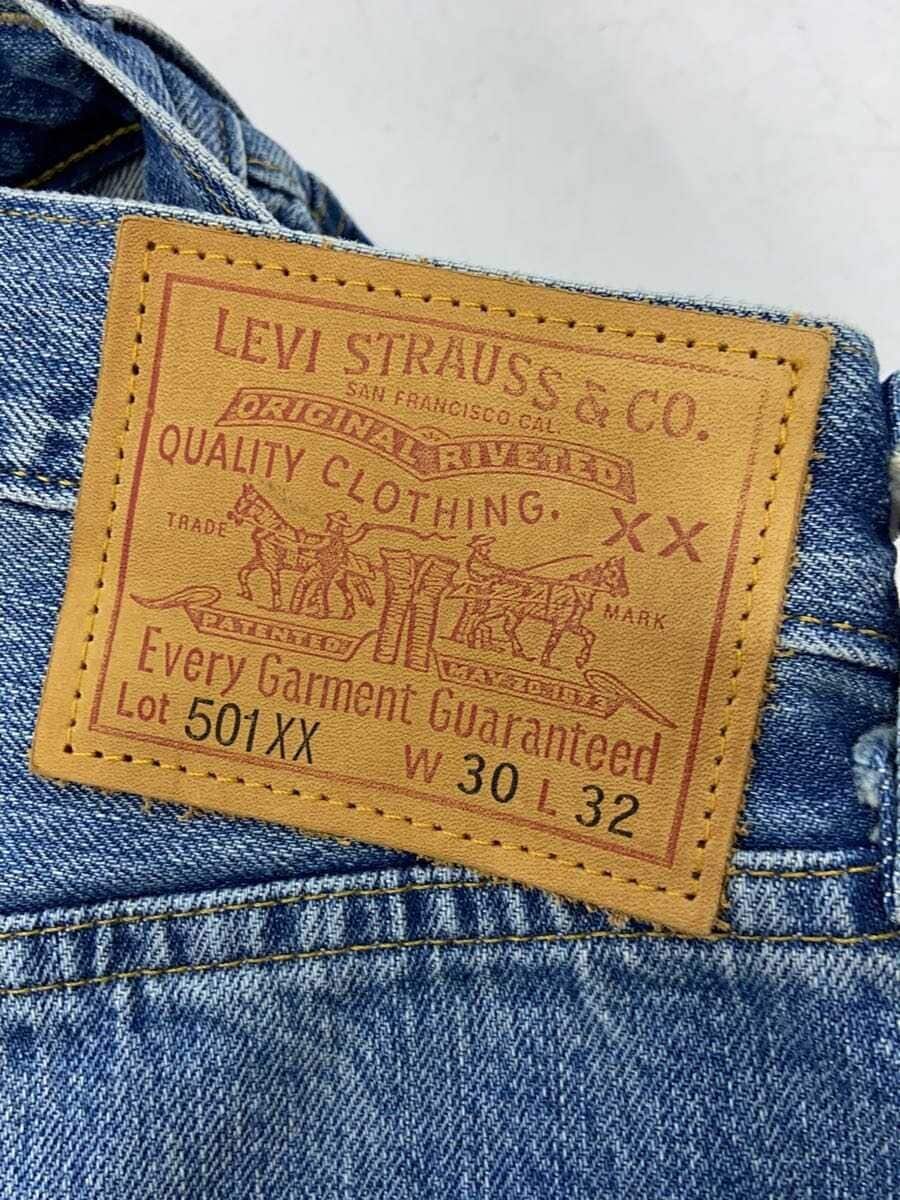 LEVI STRAUSS & CO.
SAN FRANCISCO CAL.
ORIGINAL RIVETED
QUALITY CLOTHING.
XX
TRADE MARK
PATENTED MAY 20 1873
Every Garment Guaranteed
Lot 501XX W 30 L 32